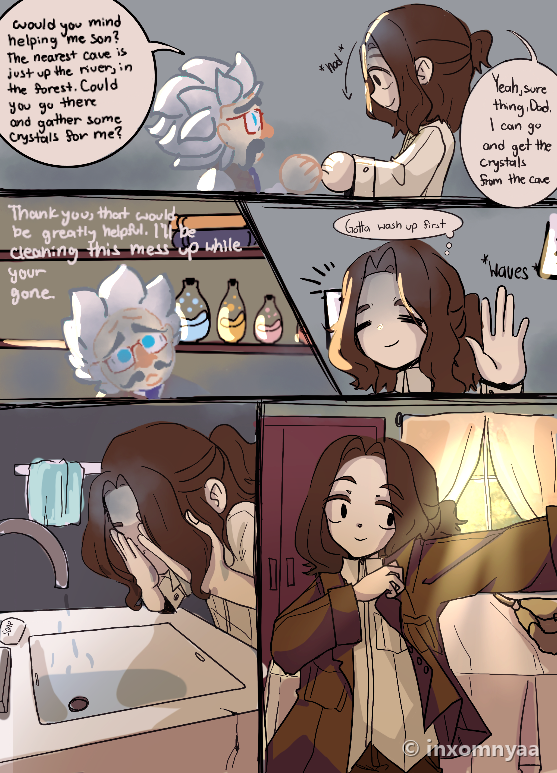 would you mind
helping me son?
The nearest cave is
just up the river, in
the forest. Could
you go there
and gather some
crystals for me?
*nod*
Yeah, sure
thing, Dad.
I can go
and get the
crystals
from the cave
Thank you, that would
be greatly helpful. I'll be
cleaning this mess up while
your
gone.
Gotta wash up first
*waves*
SOAP
© inxomnyaa